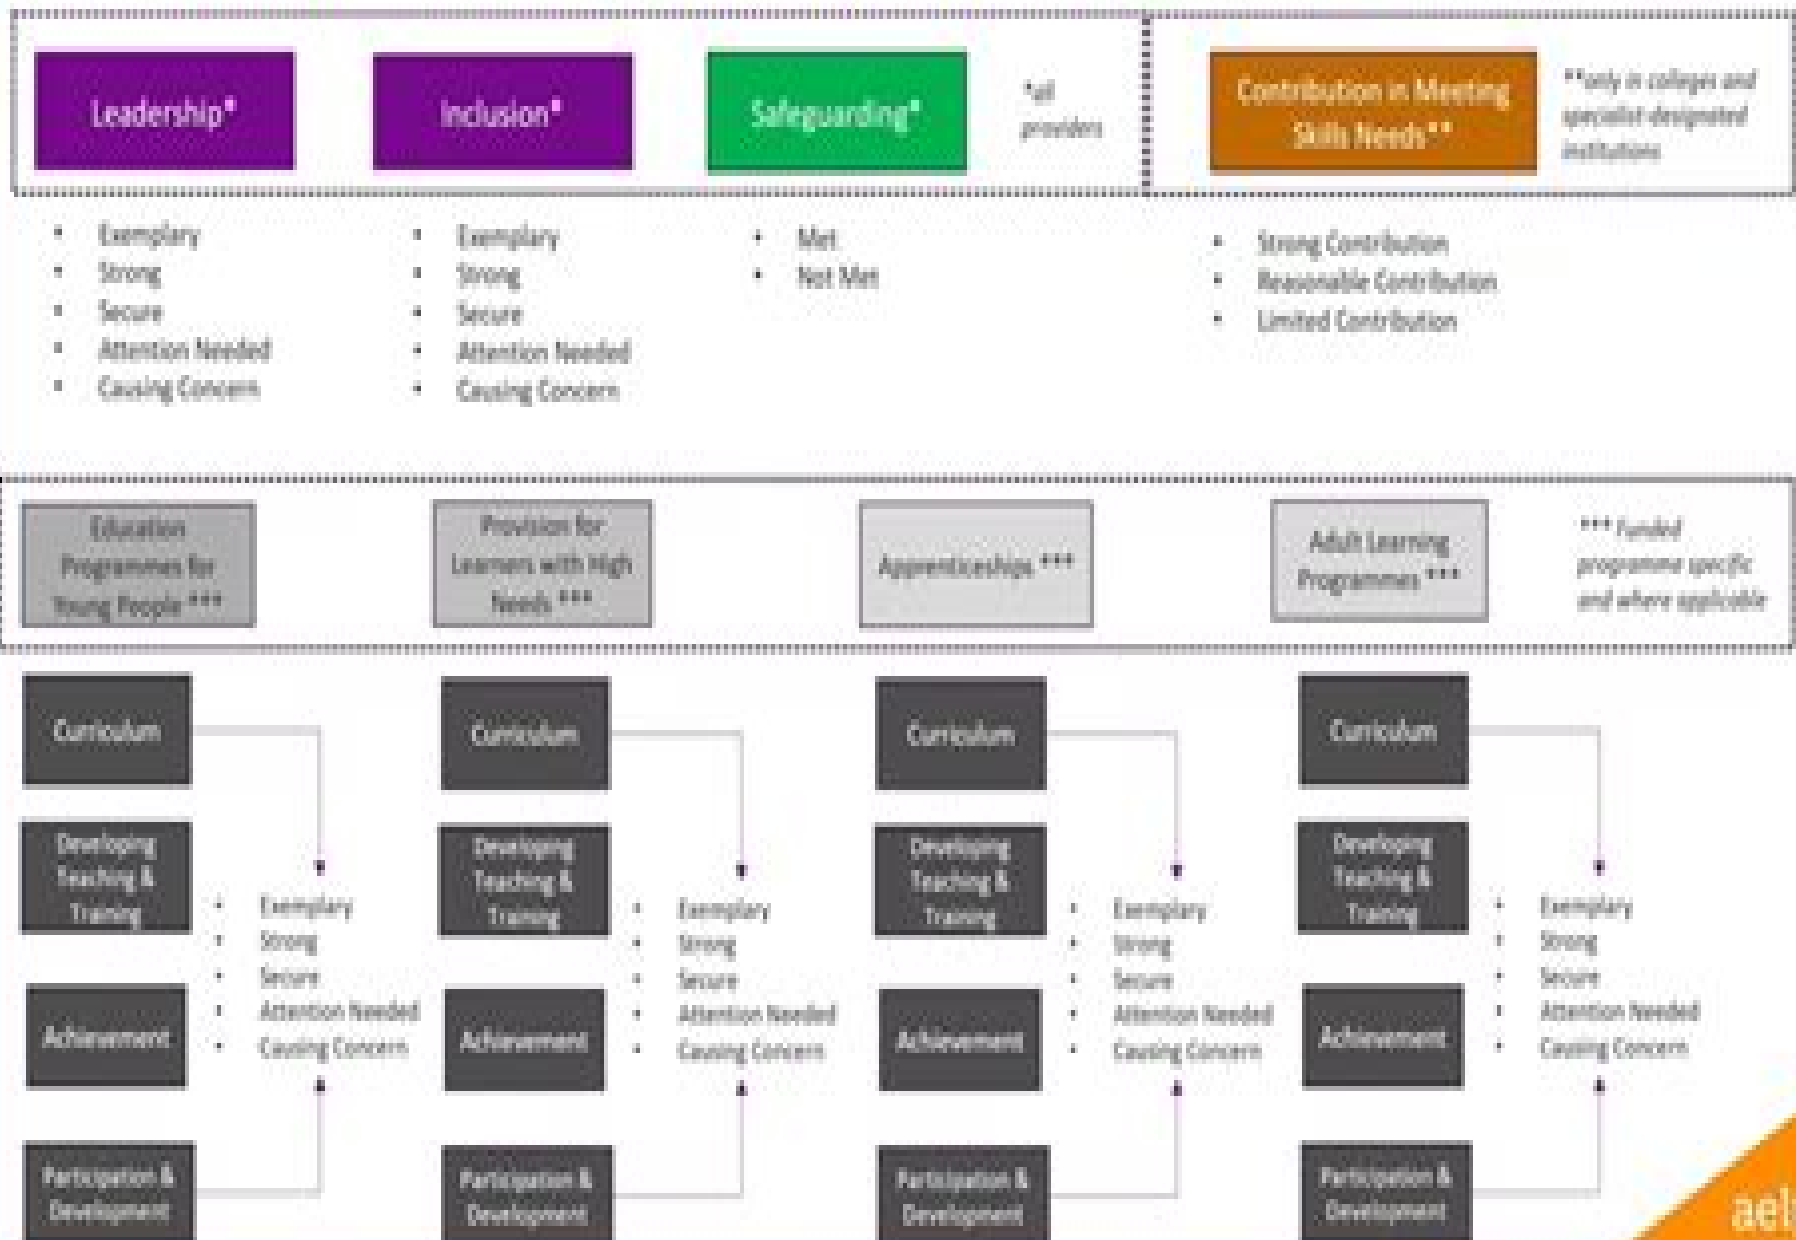 Leadership*
Inclusion*
Safeguarding*
*all
providers
Contribution in Meeting
Skills Needs**
**only in colleges and
specialist designated
institutions
• Exemplary
• Strong
• Secure
• Attention Needed
• Causing Concern
• Exemplary
• Strong
• Secure
• Attention Needed
• Causing Concern
• Met
• Not Met
• Strong Contribution
• Reasonable Contribution
• Limited Contribution
Education
Programmes for
Young People ***
Provision for
Learners with High
Needs ***
Apprenticeships ***
Adult Learning
Programmes ***
*** Funded
programme specific
and where applicable
Curriculum
Developing
Teaching &
Training
Achievement
Participation &
Development
• Exemplary
• Strong
• Secure
• Attention Needed
• Causing Concern
Curriculum
Developing
Teaching &
Training
Achievement
Participation &
Development
• Exemplary
• Strong
• Secure
• Attention Needed
• Causing Concern
Curriculum
Developing
Teaching &
Training
Achievement
Participation &
Development
• Exemplary
• Strong
• Secure
• Attention Needed
• Causing Concern
Curriculum
Developing
Teaching &
Training
Achievement
Participation &
Development
• Exemplary
• Strong
• Secure
• Attention Needed
• Causing Concern